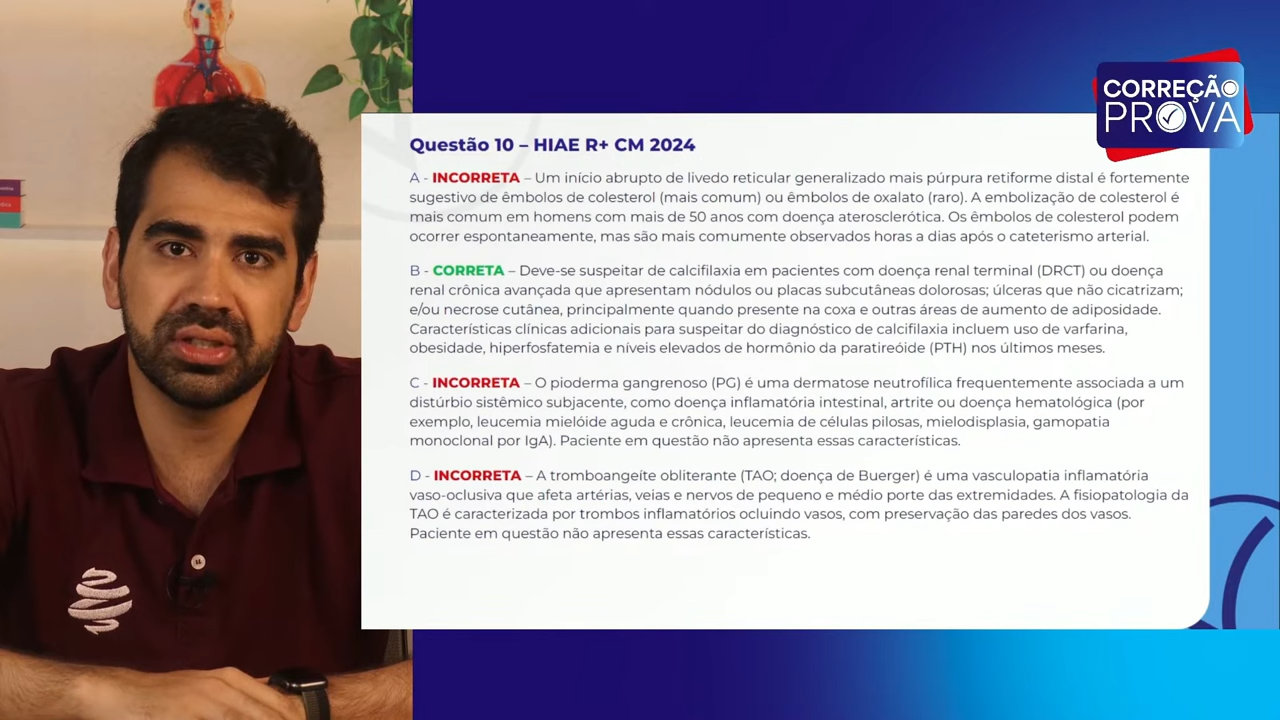 CORREÇÃO
PROVA
Questão 10 – HIAE R+ CM 2024
A - INCORRETA – Um início abrupto de livedo reticular generalizado mais púrpura retiforme distal é fortemente
sugestivo de êmbolos de colesterol (mais comum) ou êmbolos de oxalato (raro). A embolização de colesterol é
mais comum em homens com mais de 50 anos com doença aterosclerótica. Os êmbolos de colesterol podem
ocorrer espontaneamente, mas são mais comumente observados horas a dias após o cateterismo arterial.
B - CORRETA – Deve-se suspeitar de calcifilaxia em pacientes com doença renal terminal (DRCT) ou doença
renal crônica avançada que apresentam nódulos ou placas subcutâneas dolorosas; úlceras que não cicatrizam;
e/ou necrose cutânea, principalmente quando presente na coxa e outras áreas de aumento de adiposidade.
Características clínicas adicionais para suspeitar do diagnóstico de calcifilaxia incluem uso de varfarina,
obesidade, hiperfosfatemia e níveis elevados de hormônio da paratireóide (PTH) nos últimos meses.
C - INCORRETA – O pioderma gangrenoso (PG) é uma dermatose neutrofílica frequentemente associada a um
distúrbio sistêmico subjacente, como doença inflamatória intestinal, artrite ou doença hematológica (por
exemplo, leucemia mielóide aguda e crônica, leucemia de células pilosas, mielodisplasia, gamopatia
monoclonal por IgA). Paciente em questão não apresenta essas características.
D - INCORRETA – A tromboangeíte obliterante (TAO; doença de Buerger) é uma vasculopatia inflamatória
vaso-oclusiva que afeta artérias, veias e nervos de pequeno e médio porte das extremidades. A fisiopatologia da
TAO é caracterizada por trombos inflamatórios ocluindo vasos, com preservação das paredes dos vasos.
Paciente em questão não apresenta essas características.